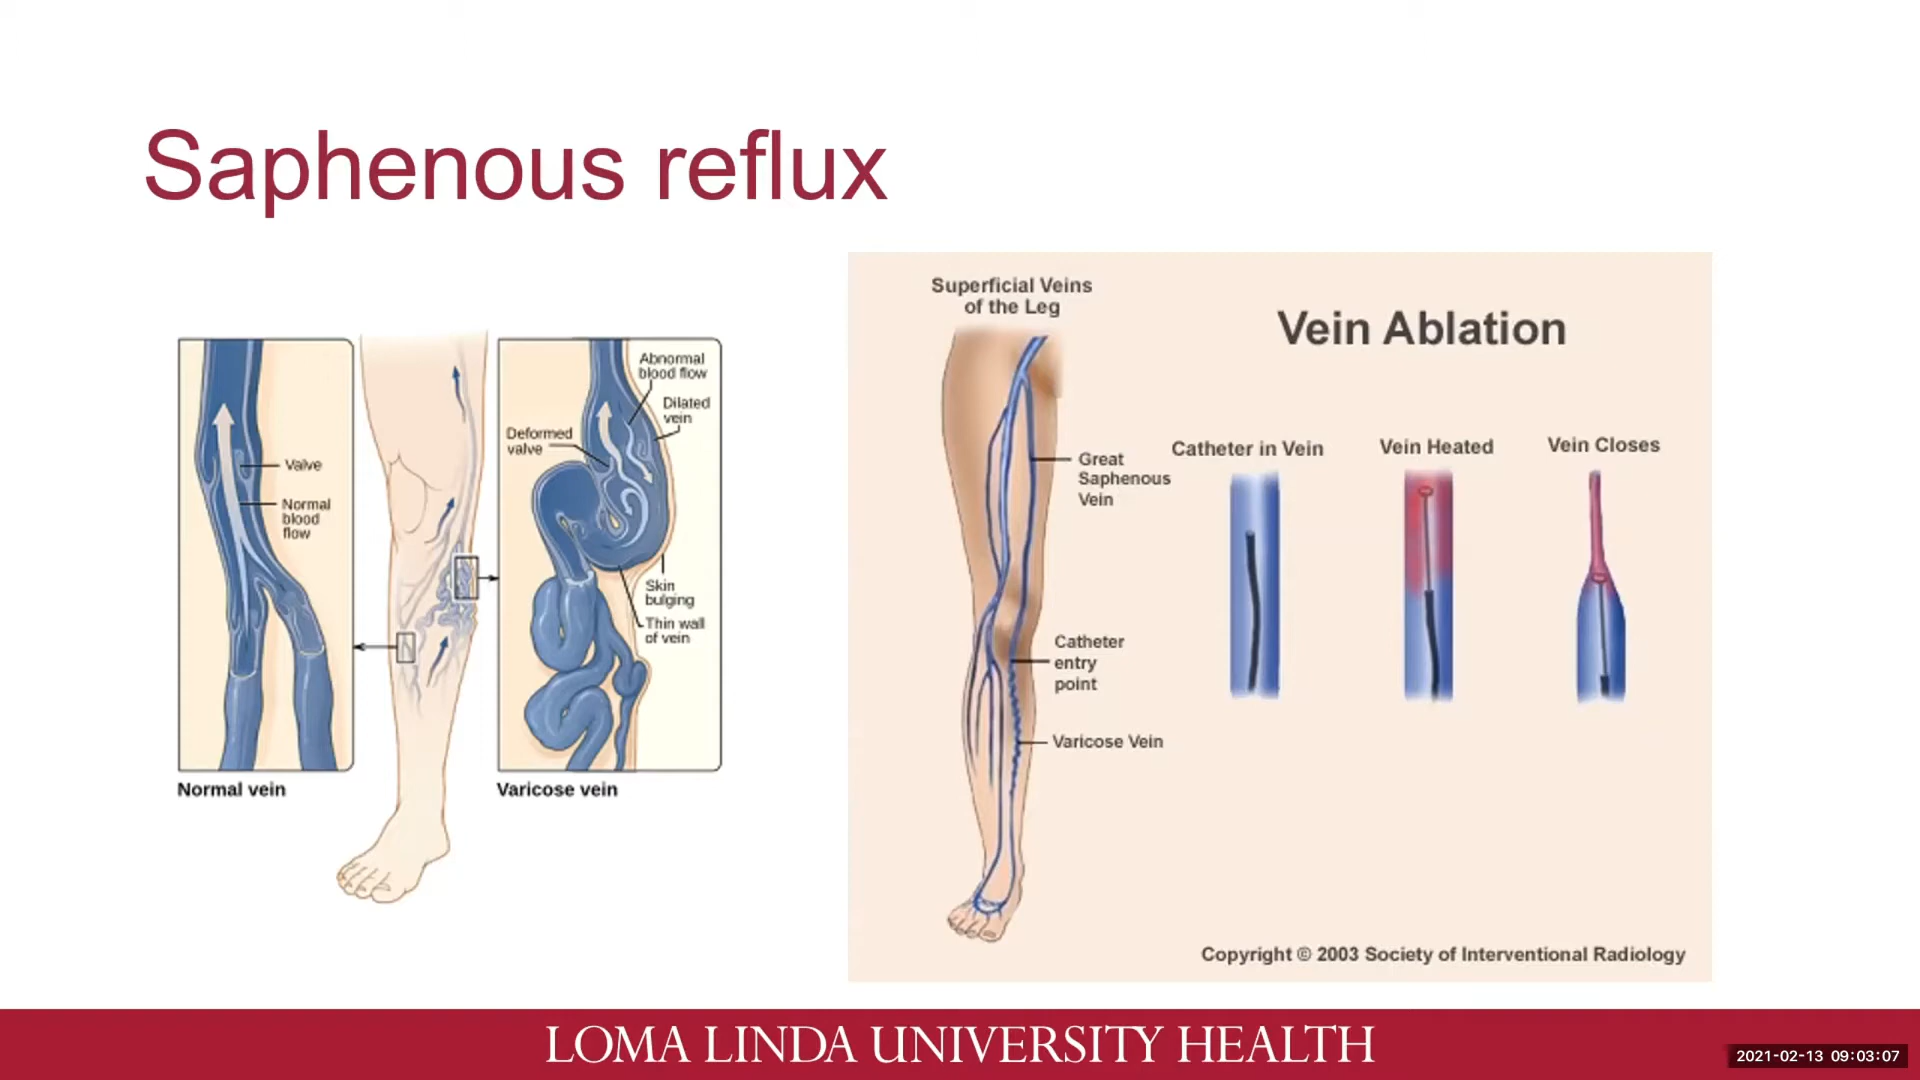 Saphenous reflux
Valve
Normal
blood
flow
Normal vein
Abnormal
blood flow
Dilated
vein
Deformed
valve
Skin
bulging
Thin wall
of vein
Varicose vein
Superficial Veins
of the Leg
Vein Ablation
Great
Saphenous
Vein
Catheter
entry
point
Varicose Vein
Catheter in Vein
Vein Heated
Vein Closes
Copyright © 2003 Society of Interventional Radiology
LOMA LINDA UNIVERSITY HEALTH
2021-02-13 09:03:07